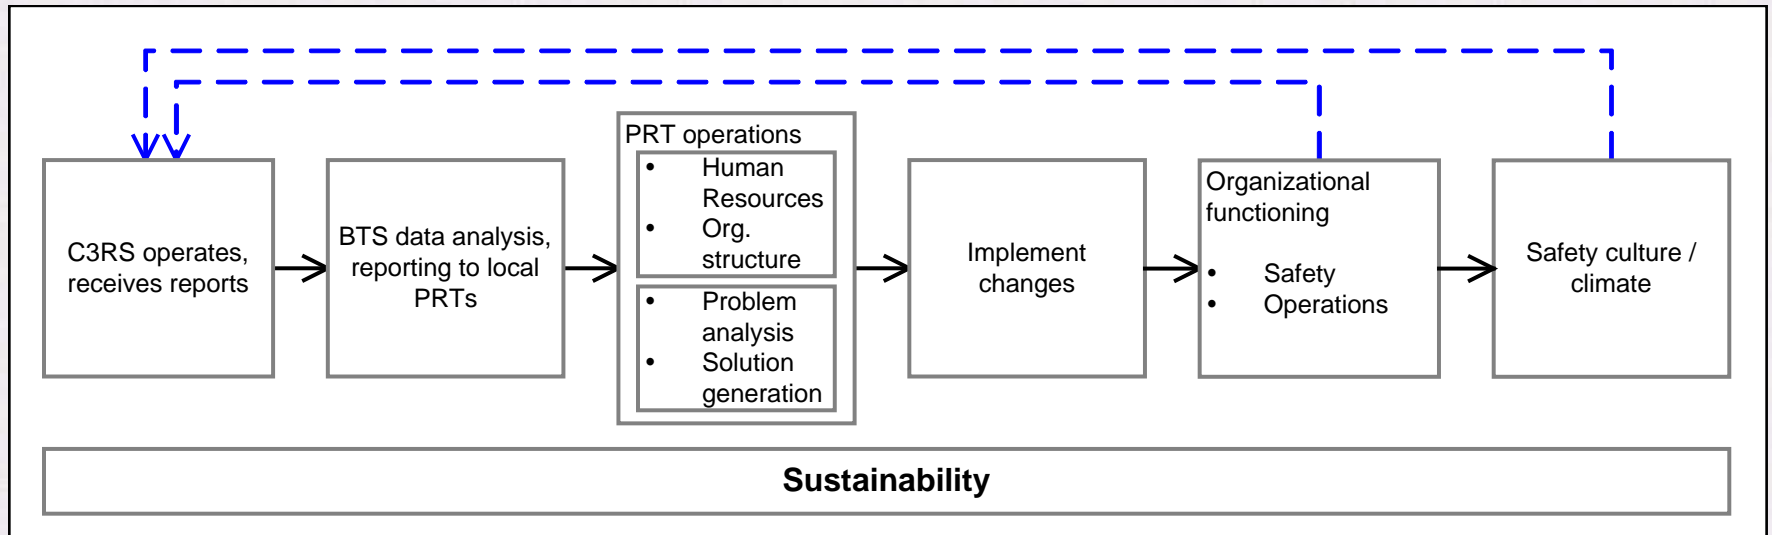 C3RS operates,
receives reports
BTS data analysis,
reporting to local
PRTs
PRT operations
• Human
Resources
• Org.
structure
• Problem
analysis
• Solution
generation
Implement
changes
Organizational
functioning
• Safety
• Operations
Safety culture /
climate
Sustainability